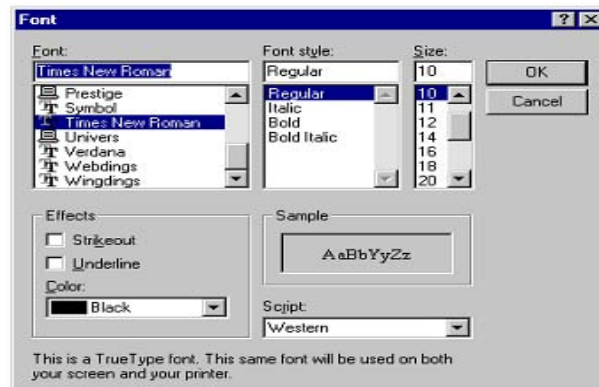 Font
Font:
Times New Roman
Prestige
Symbol
Times New Roman
Univers
Verdana
Webdings
Wingdings
Font style:
Regular
Regular
Italic
Bold
Bold Italic
Size:
10
10
11
12
14
16
18
20
OK
Cancel
Effects
Strikeout
Underline
Color:
Black
Sample
AaBbYyZz
Script:
Western
This is a TrueType font. This same font will be used on both
your screen and your printer.